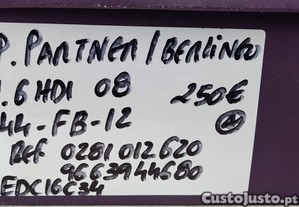 P. PARTNER / BERLINGO
1.6 HDI 08
250€
44-FB-12
REF 0281 012 620
9663944680
EDC16C34
CustoJusto.pt